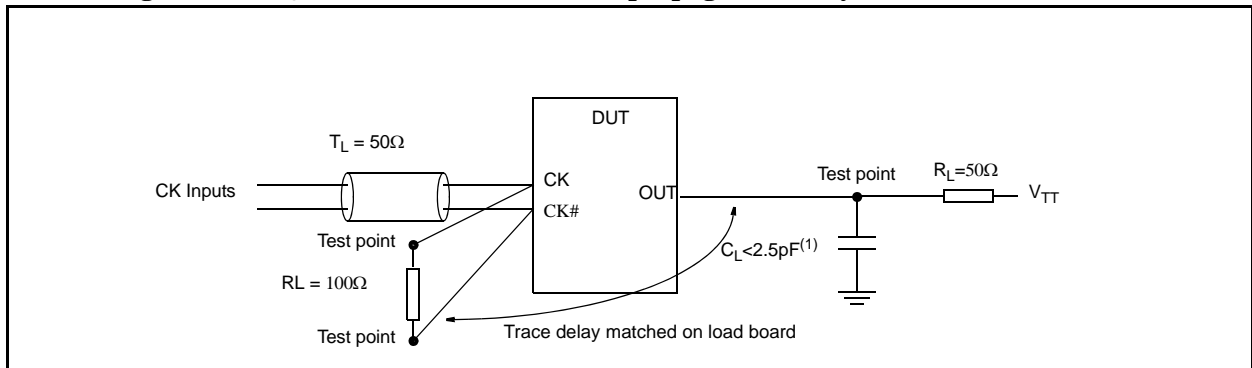 DUT
T_L = 50Ω
CK Inputs
CK
CK#
OUT
Test point
R_L=50Ω
V_TT
Test point
C_L<2.5pF(1)
RL = 100Ω
Test point
Trace delay matched on load board